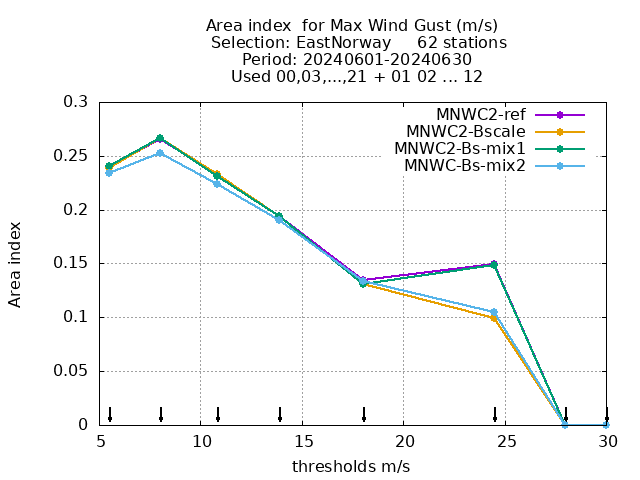 Area index  for Max Wind Gust (m/s)
Selection: EastNorway     62 stations
Period: 20240601-20240630
Used 00,03,...,21 + 01 02 ... 12
MNWC2-ref
MNWC2-Bscale
MNWC2-Bs-mix1
MNWC-Bs-mix2
Area index
0.3
0.25
0.2
0.15
0.1
0.05
0
5 10 15 20 25 30
thresholds m/s